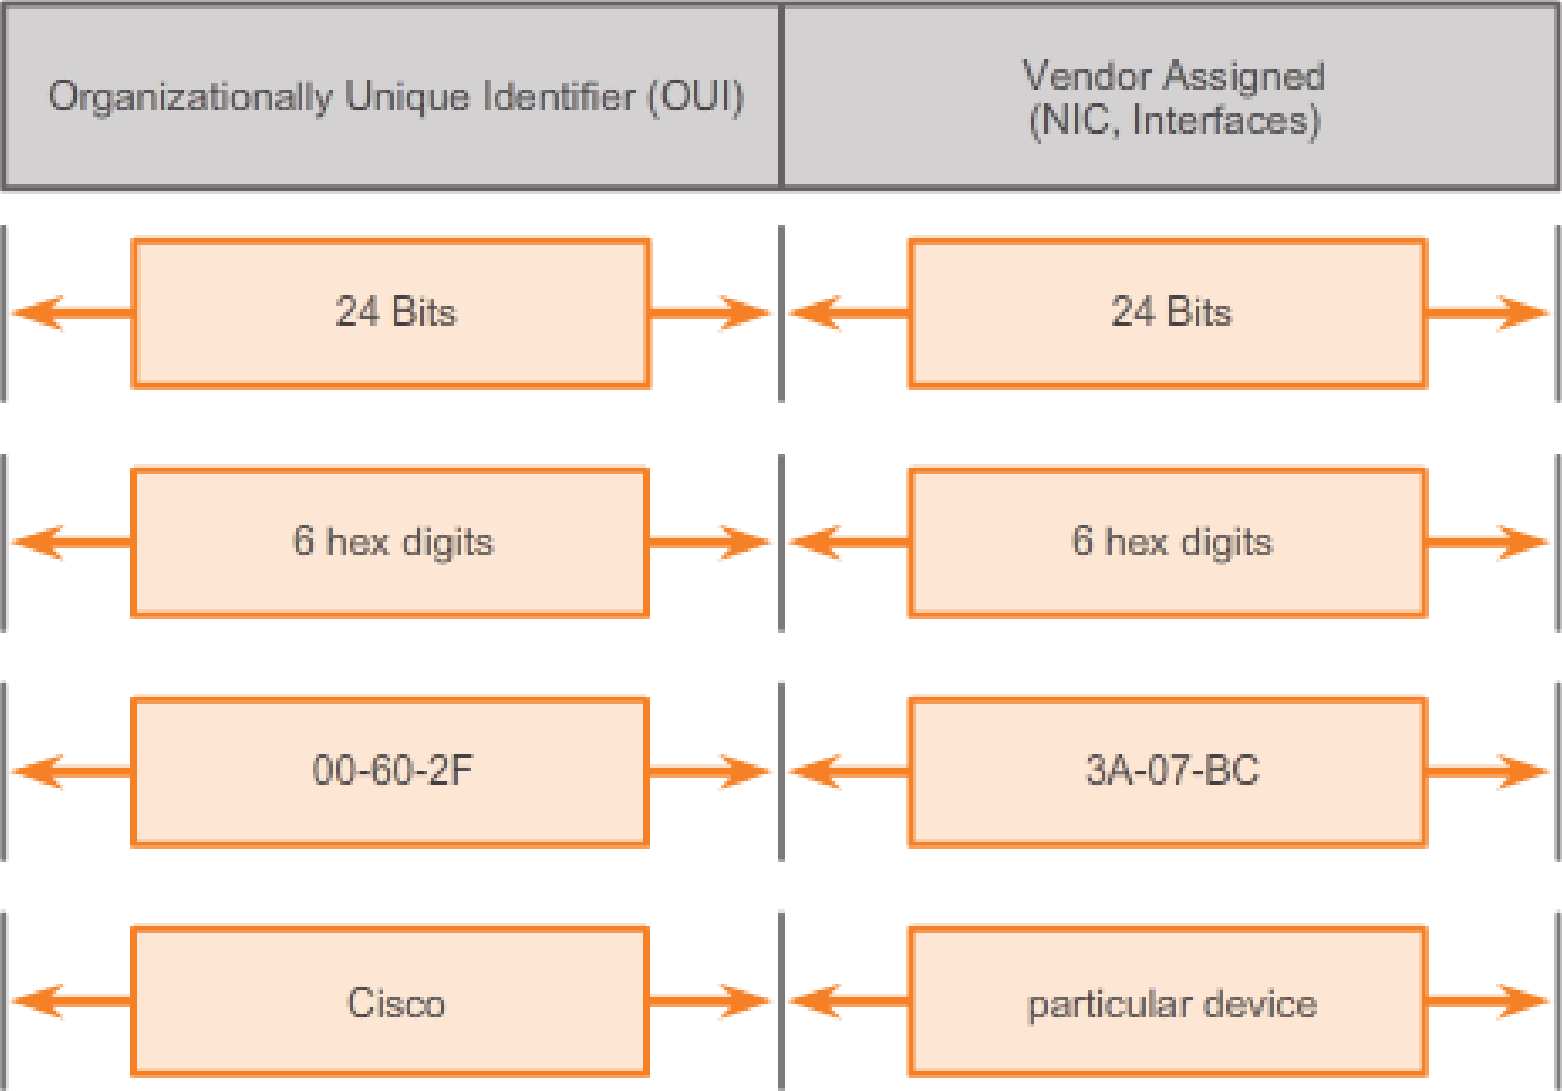 Organizationally Unique Identifier (OUI)
Vendor Assigned
(NIC, Interfaces)
24 Bits
24 Bits
6 hex digits
6 hex digits
00-60-2F
3A-07-BC
Cisco
particular device